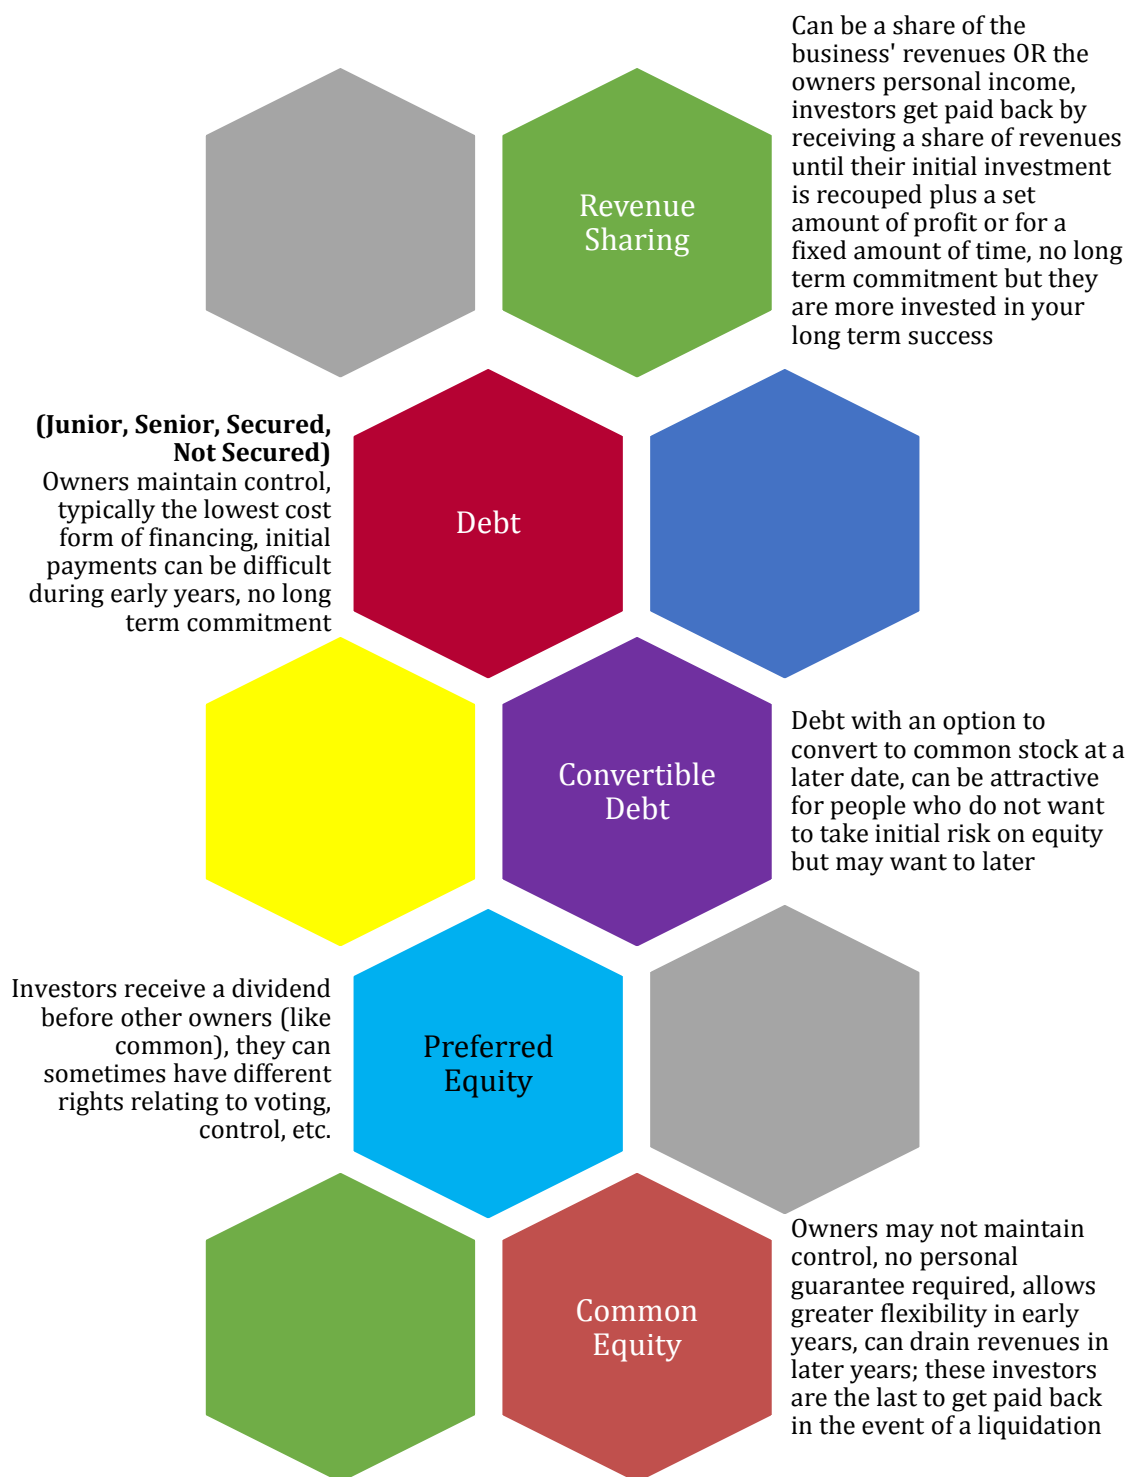 Can be a share of the
business' revenues OR the
owners personal income,
investors get paid back by
receiving a share of revenues
until their initial investment
is recouped plus a set
amount of profit or for a
fixed amount of time, no long
term commitment but they
are more invested in your
long term success
Revenue
Sharing
(Junior, Senior, Secured,
Not Secured)
Owners maintain control,
typically the lowest cost
form of financing, initial
payments can be difficult
during early years, no long
term commitment
Debt
Convertible
Debt
Debt with an option to
convert to common stock at a
later date, can be attractive
for people who do not want
to take initial risk on equity
but may want to later
Investors receive a dividend
before other owners (like
common), they can
sometimes have different
rights relating to voting,
control, etc.
Preferred
Equity
Common
Equity
Owners may not maintain
control, no personal
guarantee required, allows
greater flexibility in early
years, can drain revenues in
later years; these investors
are the last to get paid back
in the event of a liquidation